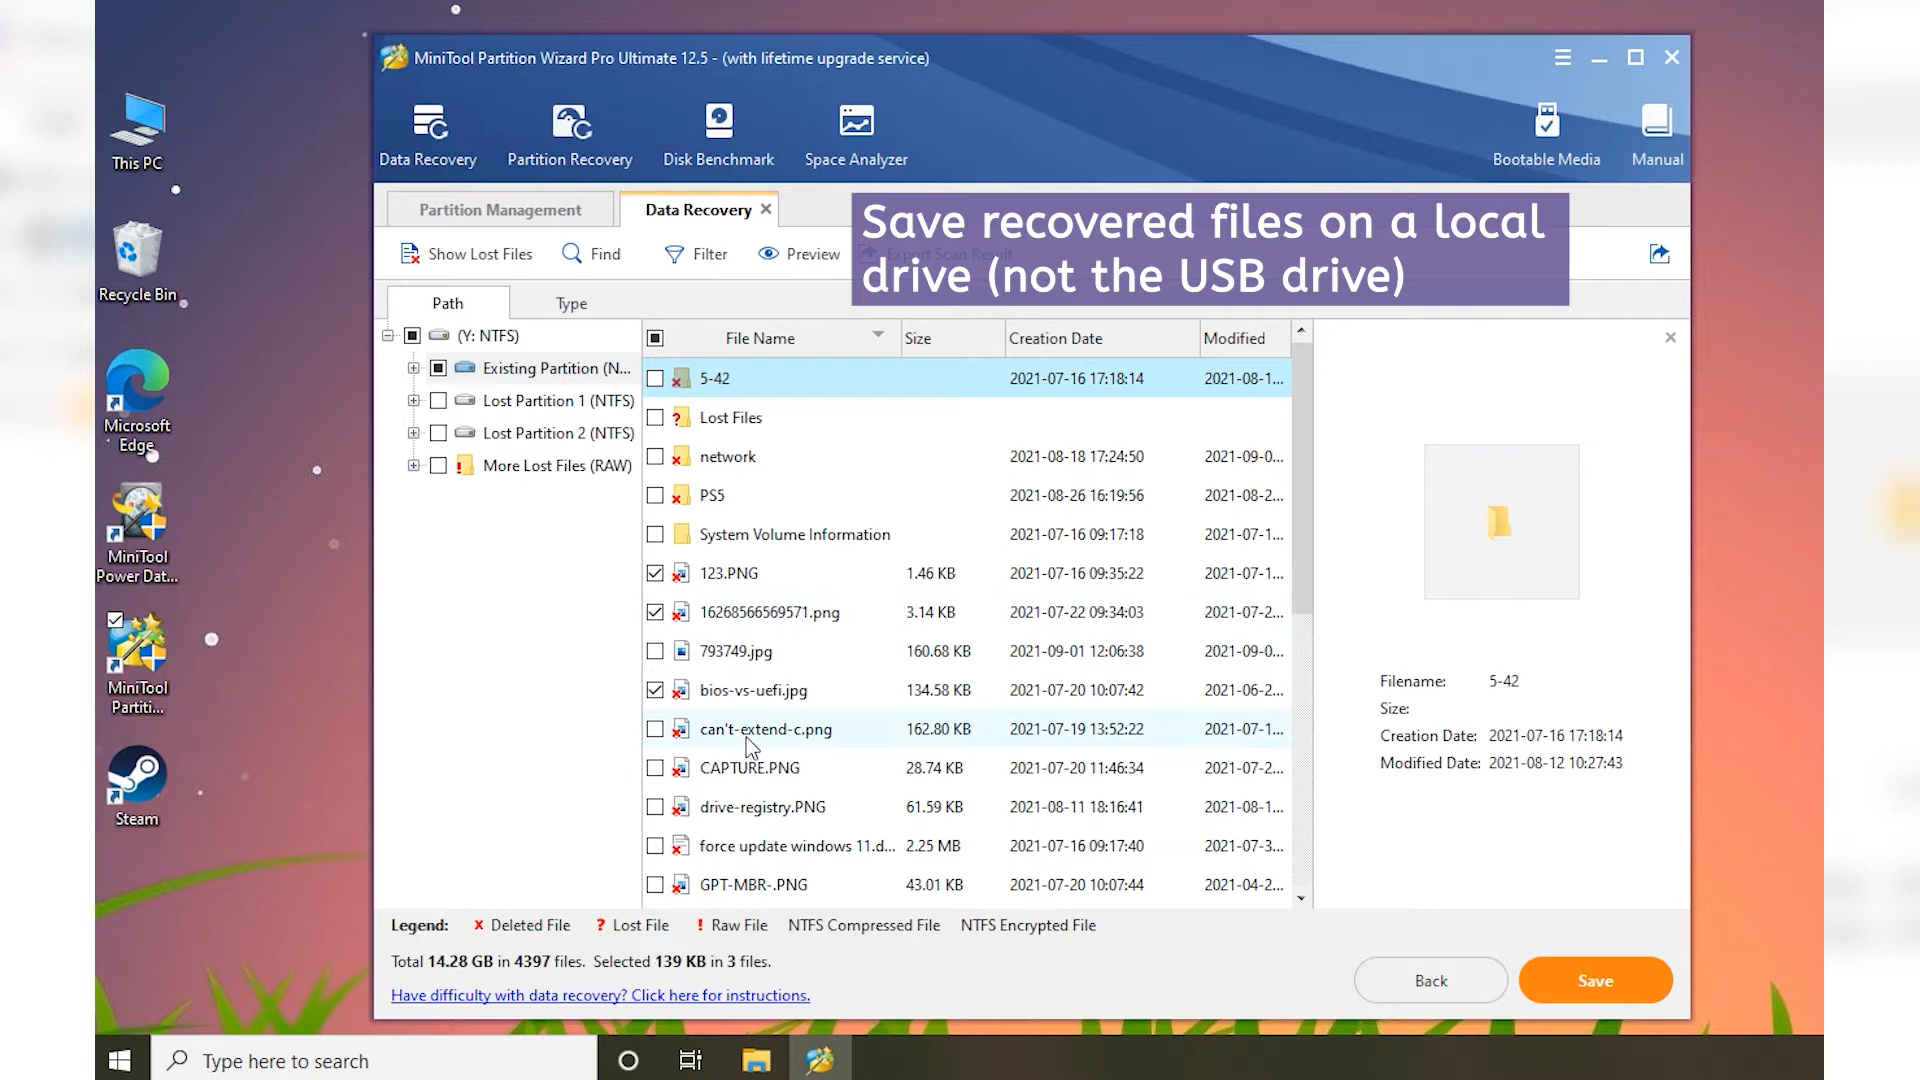 MiniTool Partition Wizard Pro Ultimate 12.5 - (with lifetime upgrade service)
Data Recovery
Partition Recovery
Disk Benchmark
Space Analyzer
Bootable Media
Manual
Partition Management
Data Recovery
Save recovered files on a local
drive (not the USB drive)
Show Lost Files
Find
Filter
Preview
Export Scan Result
Path
Type
(Y: NTFS)
Existing Partition (N...
Lost Partition 1 (NTFS)
Lost Partition 2 (NTFS)
More Lost Files (RAW)
File Name Size Creation Date Modified
5-42 2021-07-16 17:18:14 2021-08-1...
Lost Files
network 2021-08-18 17:24:50 2021-09-0...
PS5 2021-08-26 16:19:56 2021-08-2...
System Volume Information 2021-07-16 09:17:18 2021-07-1...
123.PNG 1.46 KB 2021-07-16 09:35:22 2021-07-1...
16268566569571.png 3.14 KB 2021-07-22 09:34:03 2021-07-2...
793749.jpg 160.68 KB 2021-09-01 12:06:38 2021-09-0...
bios-vs-uefi.jpg 134.58 KB 2021-07-20 10:07:42 2021-06-2...
can't-extend-c.png 162.80 KB 2021-07-19 13:52:22 2021-07-1...
CAPTURE.PNG 28.74 KB 2021-07-20 11:46:34 2021-07-2...
drive-registry.PNG 61.59 KB 2021-08-11 18:16:41 2021-08-1...
force update windows 11.d... 2.25 MB 2021-07-16 09:17:40 2021-07-3...
GPT-MBR-.PNG 43.01 KB 2021-07-20 10:07:44 2021-04-2...
Filename: 5-42
Size:
Creation Date: 2021-07-16 17:18:14
Modified Date: 2021-08-12 10:27:43
Legend: x Deleted File ? Lost File ! Raw File NTFS Compressed File NTFS Encrypted File
Total 14.28 GB in 4397 files. Selected 139 KB in 3 files.
Have difficulty with data recovery? Click here for instructions.
Back
Save
This PC
Recycle Bin
Microsoft
Edge
MiniTool
Power Dat...
MiniTool
Partiti...
Steam
Type here to search